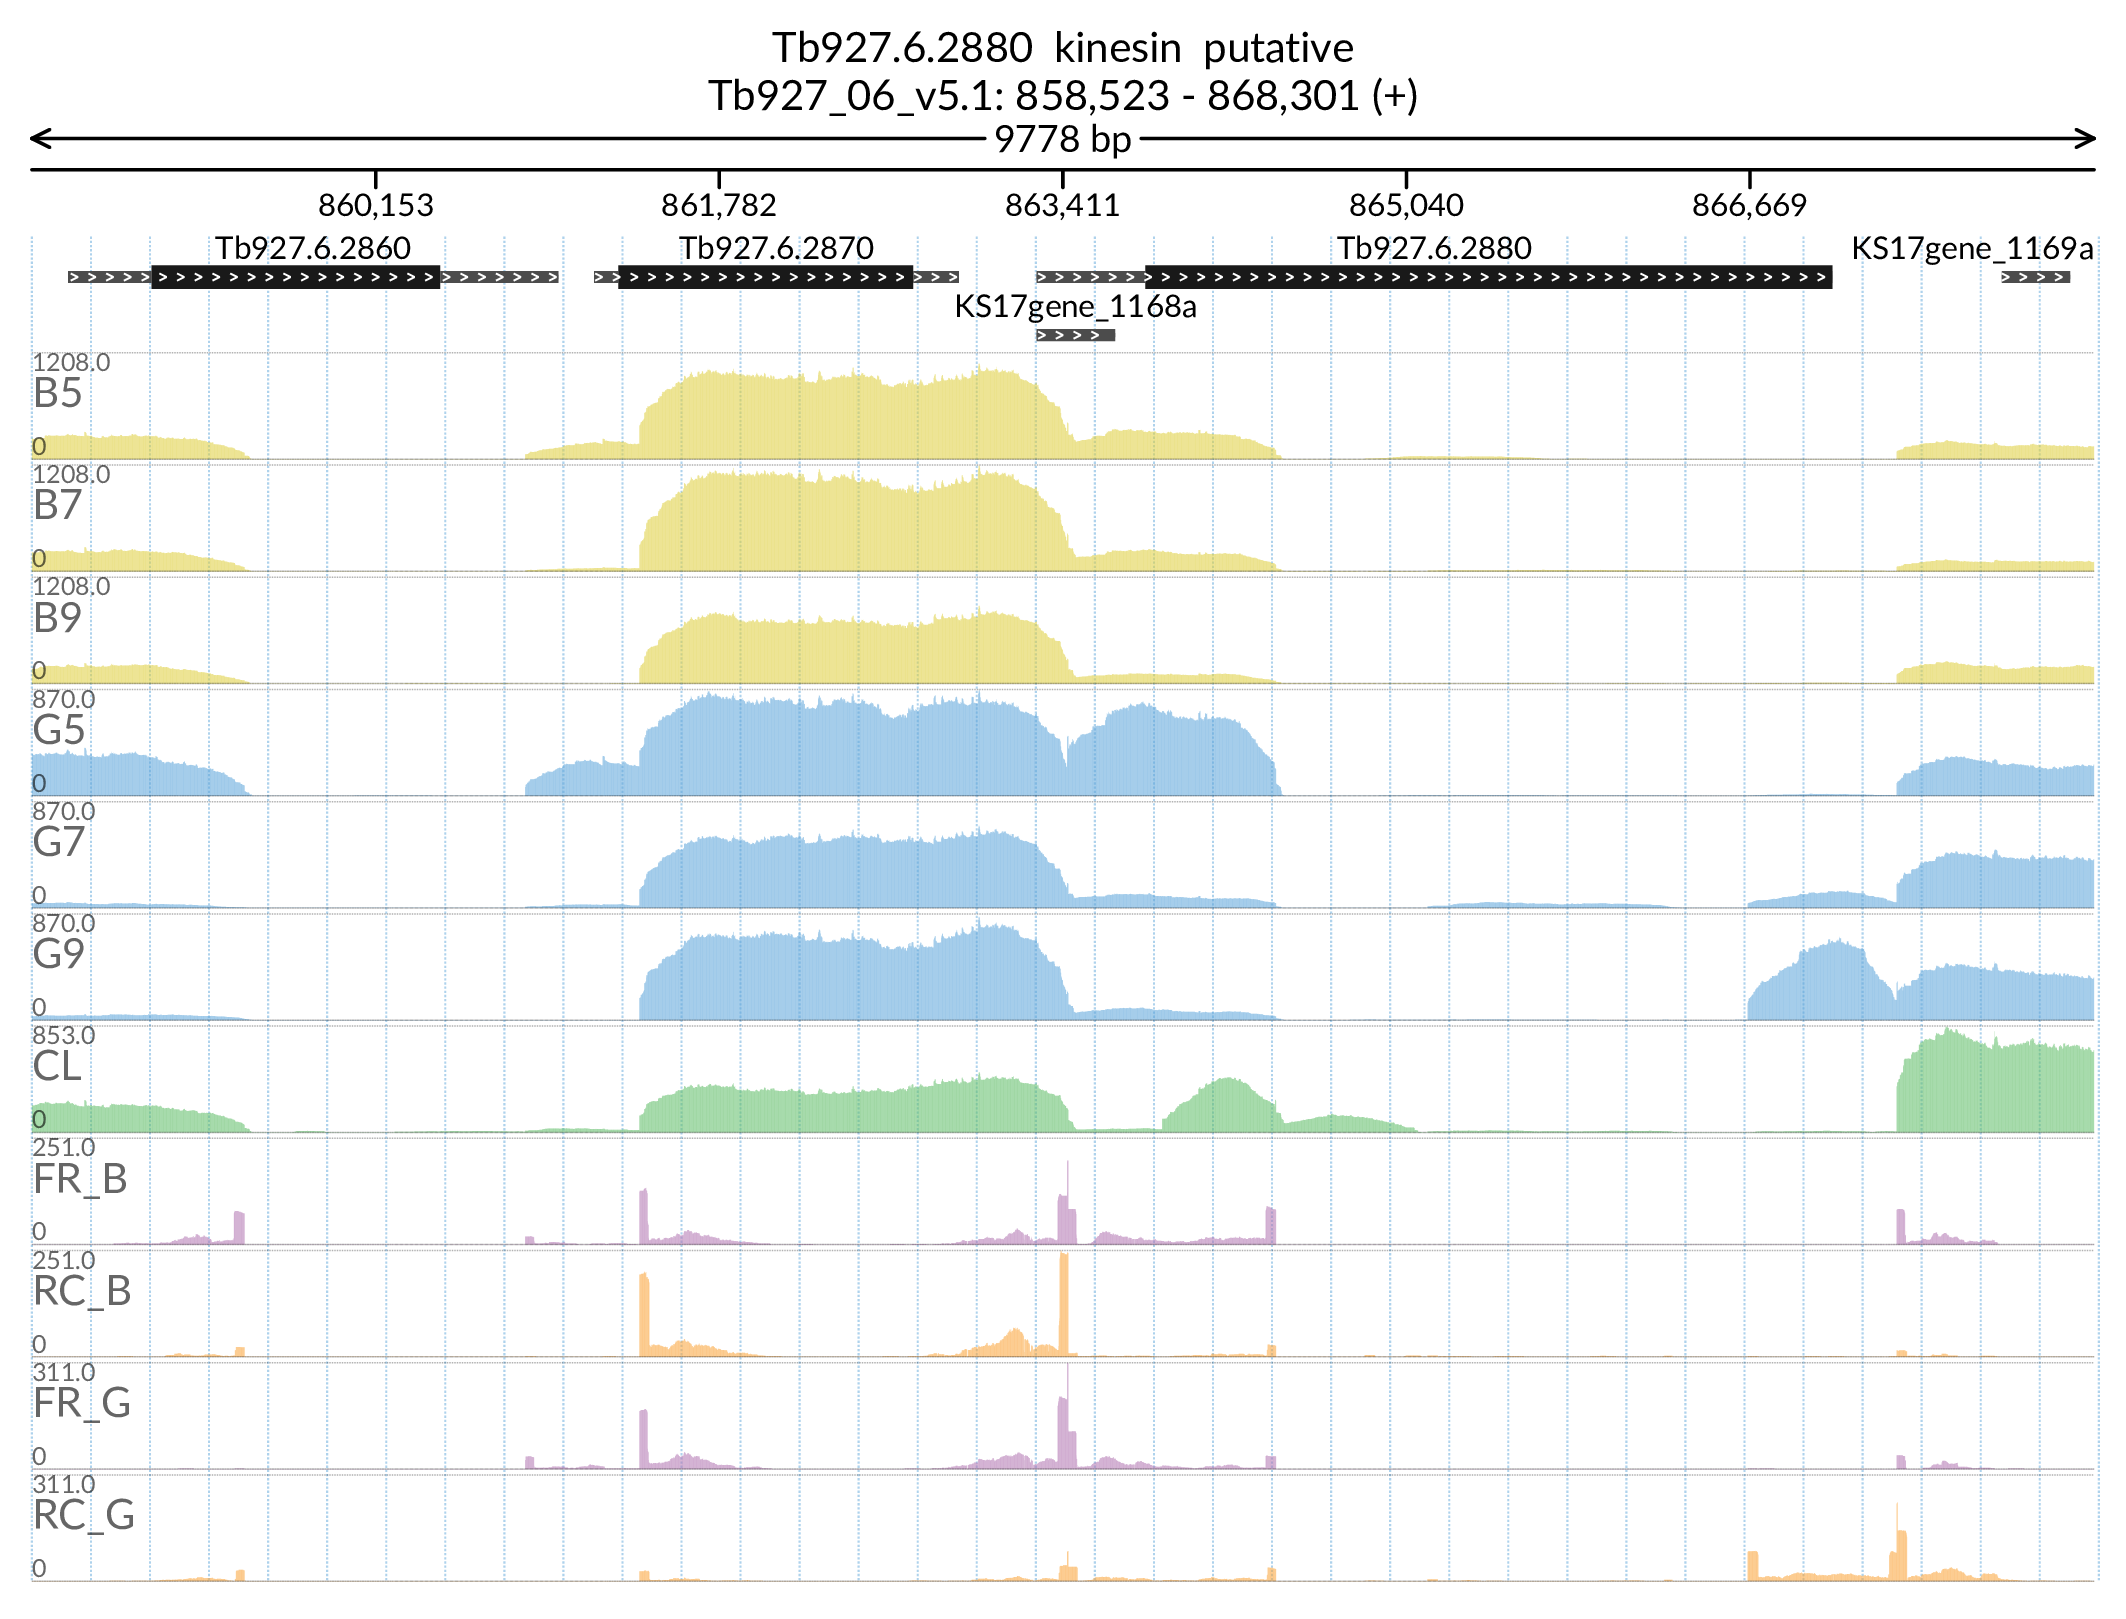 Tb927.6.2880 kinesin putative
Tb927_06_v5.1: 858,523 - 868,301 (+)
9778 bp
860,153 861,782 863,411 865,040 866,669
Tb927.6.2860 Tb927.6.2870 Tb927.6.2880 KS17gene_1169a
KS17gene_1168a
1208.0
B5
0
1208.0
B7
0
1208.0
B9
0
870.0
G5
0
870.0
G7
0
870.0
G9
0
853.0
CL
0
251.0
FR_B
0
251.0
RC_B
0
311.0
FR_G
0
311.0
RC_G
0